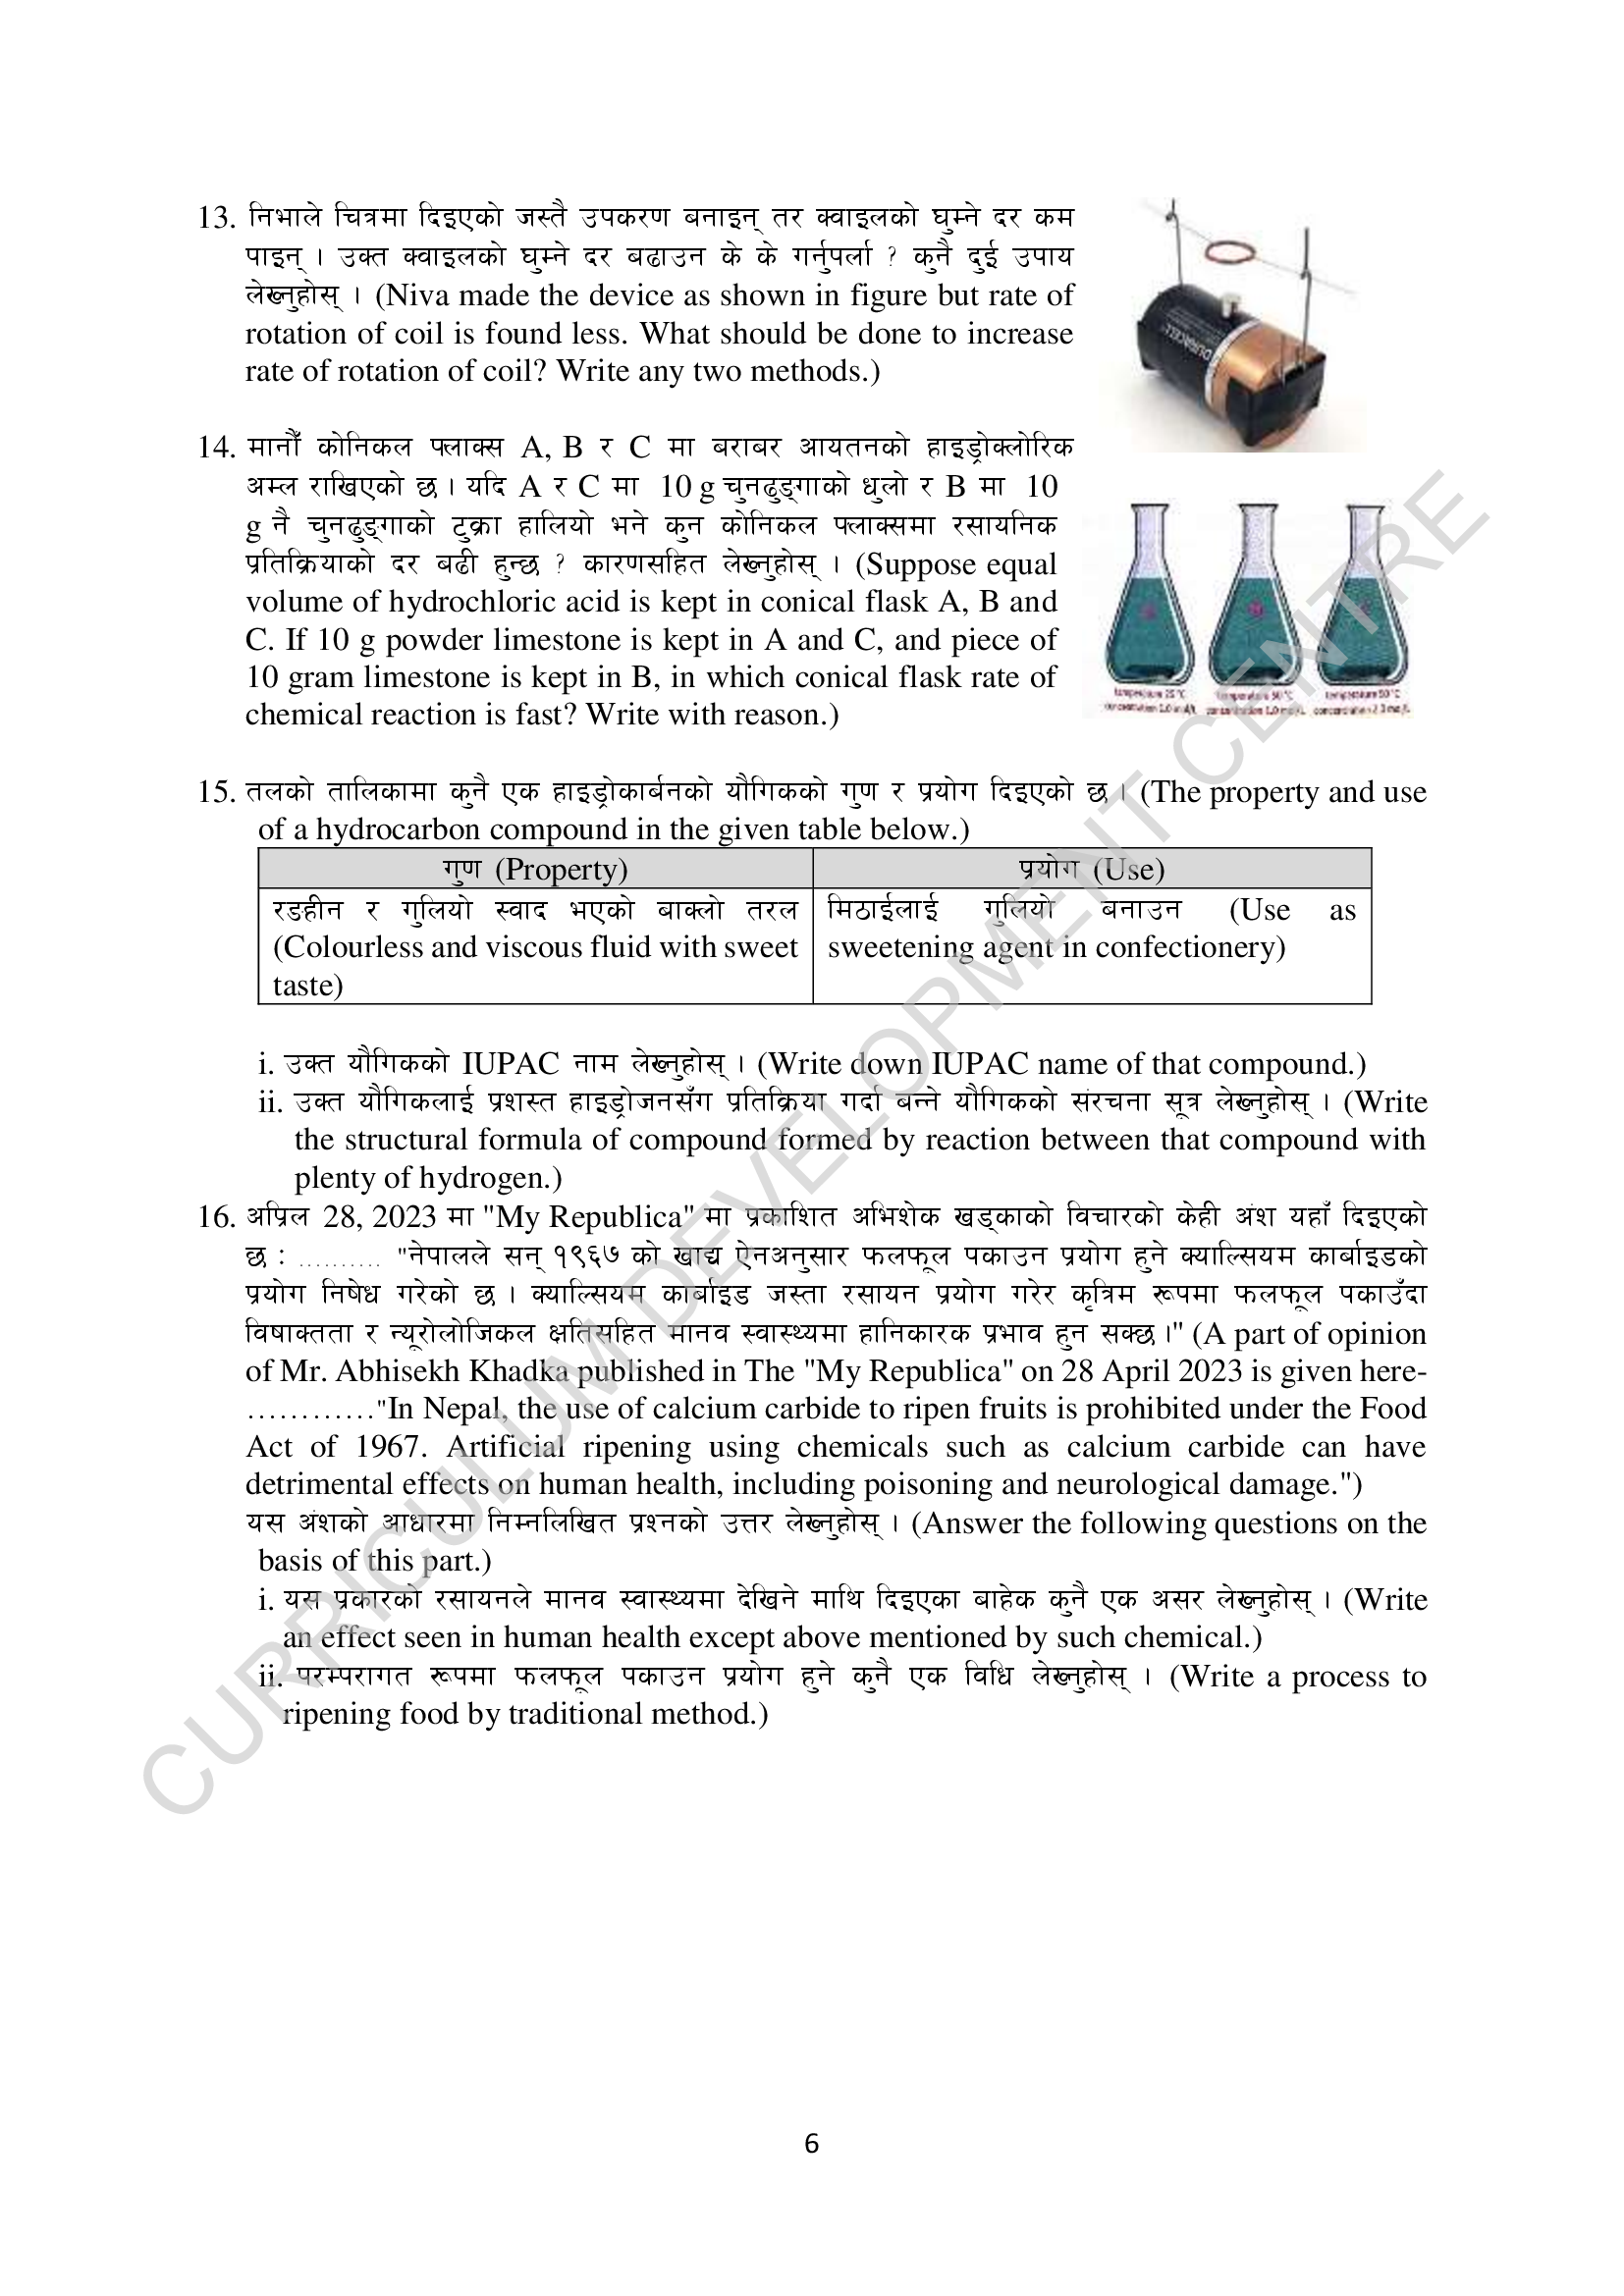 13. निभाले चित्रमा दिइएको जस्तै उपकरण बनाइन् तर क्वाइलको घुम्ने दर कम
पाइन् । उक्त क्वाइलको घुम्ने दर बढाउन के के गर्नुपर्ला ? कुनै दुई उपाय
लेख्नुहोस् । (Niva made the device as shown in figure but rate of
rotation of coil is found less. What should be done to increase
rate of rotation of coil? Write any two methods.)
DURACELL
14. मानौँ कोनिकल फ्लाक्स A, B र C मा बराबर आयतनको हाइड्रोक्लोरिक
अम्ल राखिएको छ । यदि A र C मा 10 g चुनढुङ्गाको धुलो र B मा 10
g नै चुनढुङ्गाको टुक्रा हालियो भने कुन कोनिकल फ्लाक्समा रसायनिक
प्रतिक्रियाको दर बढी हुन्छ ? कारणसहित लेख्नुहोस् । (Suppose equal
volume of hydrochloric acid is kept in conical flask A, B and
C. If 10 g powder limestone is kept in A and C, and piece of
10 gram limestone is kept in B, in which conical flask rate of
chemical reaction is fast? Write with reason.)
temperature 25 °C temperature 50 °C temperature 50 °C
concentration 1.0 mol/L concentration 1.0 mol/L concentration
15. तलको तालिकामा कुनै एक हाइड्रोकार्बनको यौगिकको गुण र प्रयोग दिइएको छ । (The property and use
of a hydrocarbon compound in the given table below.)
गुण (Property) प्रयोग (Use)
रङहीन र गुलियो स्वाद भएको बाक्लो तरल मिठाईलाई गुलियो बनाउन (Use as
(Colourless and viscous fluid with sweet sweetening agent in confectionery)
taste)
i. उक्त यौगिकको IUPAC नाम लेख्नुहोस् । (Write down IUPAC name of that compound.)
ii. उक्त यौगिकलाई प्रशस्त हाइड्रोजनसँग प्रतिक्रिया गर्दा बन्ने यौगिकको संरचना सूत्र लेख्नुहोस् । (Write
the structural formula of compound formed by reaction between that compound with
plenty of hydrogen.)
16. अप्रिल 28, 2023 मा "My Republica" मा प्रकाशित अभिशेक खड्काको विचारको केही अंश यहाँ दिइएको
छ : .......... "नेपालले सन् १९६७ को खाद्य ऐनअनुसार फलफूल पकाउन प्रयोग हुने क्याल्सियम कार्बाइडको
प्रयोग निषेध गरेको छ । क्याल्सियम कार्बाइड जस्ता रसायन प्रयोग गरेर कृत्रिम रूपमा फलफूल पकाउँदा
विषाक्तता र न्यूरोलोजिकल क्षतिसहित मानव स्वास्थ्यमा हानिकारक प्रभाव हुन सक्छ ।" (A part of opinion
of Mr. Abhisekh Khadka published in The "My Republica" on 28 April 2023 is given here-
…………"In Nepal, the use of calcium carbide to ripen fruits is prohibited under the Food
Act of 1967. Artificial ripening using chemicals such as calcium carbide can have
detrimental effects on human health, including poisoning and neurological damage.")
यस अंशको आधारमा निम्नलिखित प्रश्नको उत्तर लेख्नुहोस् । (Answer the following questions on the
basis of this part.)
i. यस प्रकारको रसायनले मानव स्वास्थ्यमा देखिने माथि दिइएका बाहेक कुनै एक असर लेख्नुहोस् । (Write
an effect seen in human health except above mentioned by such chemical.)
ii. परम्परागत रूपमा फलफूल पकाउन प्रयोग हुने कुनै एक विधि लेख्नुहोस् । (Write a process to
ripening food by traditional method.)
CURRICULUM DEVELOPMENT CENTRE
6